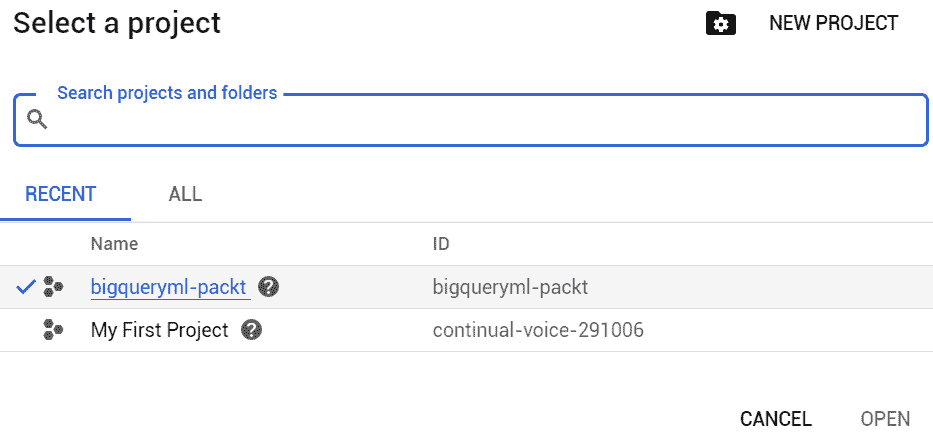 Select a project
NEW PROJECT
Search projects and folders
RECENT ALL
Name ID
bigqueryml-packt bigqueryml-packt
My First Project continual-voice-291006
CANCEL OPEN